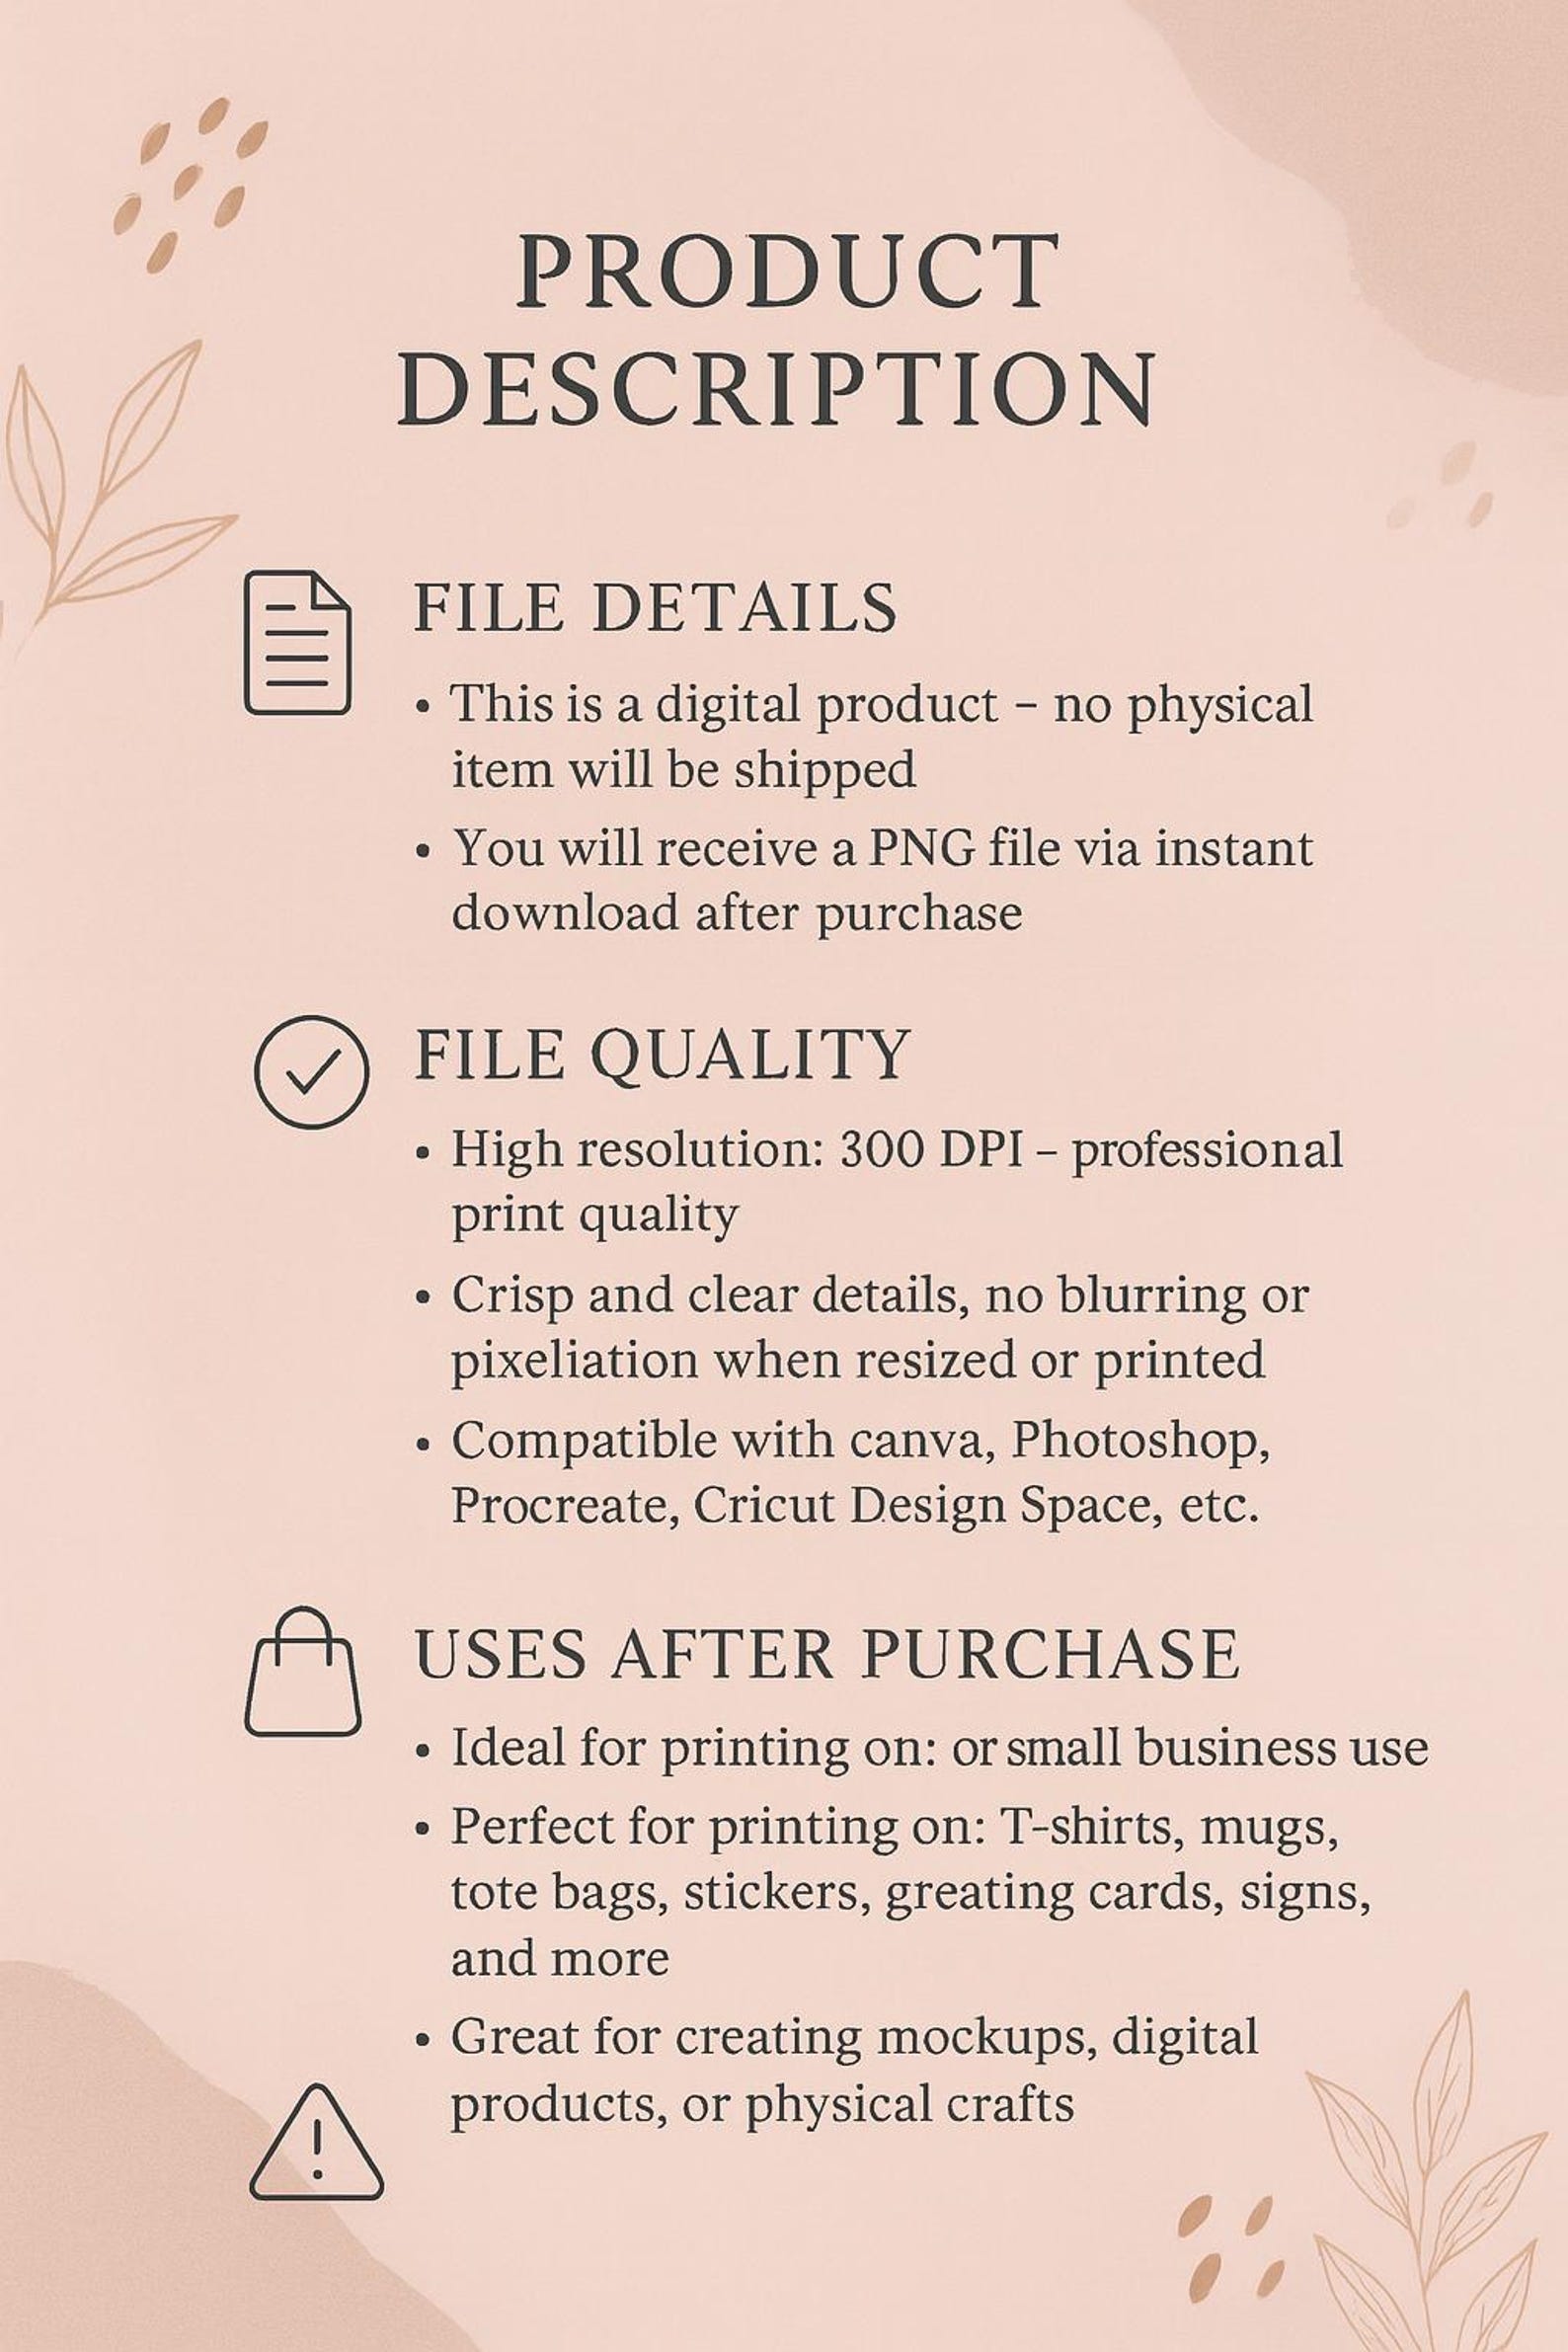 PRODUCT
DESCRIPTION
FILE DETAILS
• This is a digital product – no physical
item will be shipped
• You will receive a PNG file via instant
download after purchase
FILE QUALITY
• High resolution: 300 DPI – professional
print quality
• Crisp and clear details, no blurring or
pixeliation when resized or printed
• Compatible with canva, Photoshop,
Procreate, Cricut Design Space, etc.
USES AFTER PURCHASE
• Ideal for printing on: or small business use
• Perfect for printing on: T-shirts, mugs,
tote bags, stickers, greating cards, signs,
and more
• Great for creating mockups, digital
products, or physical crafts